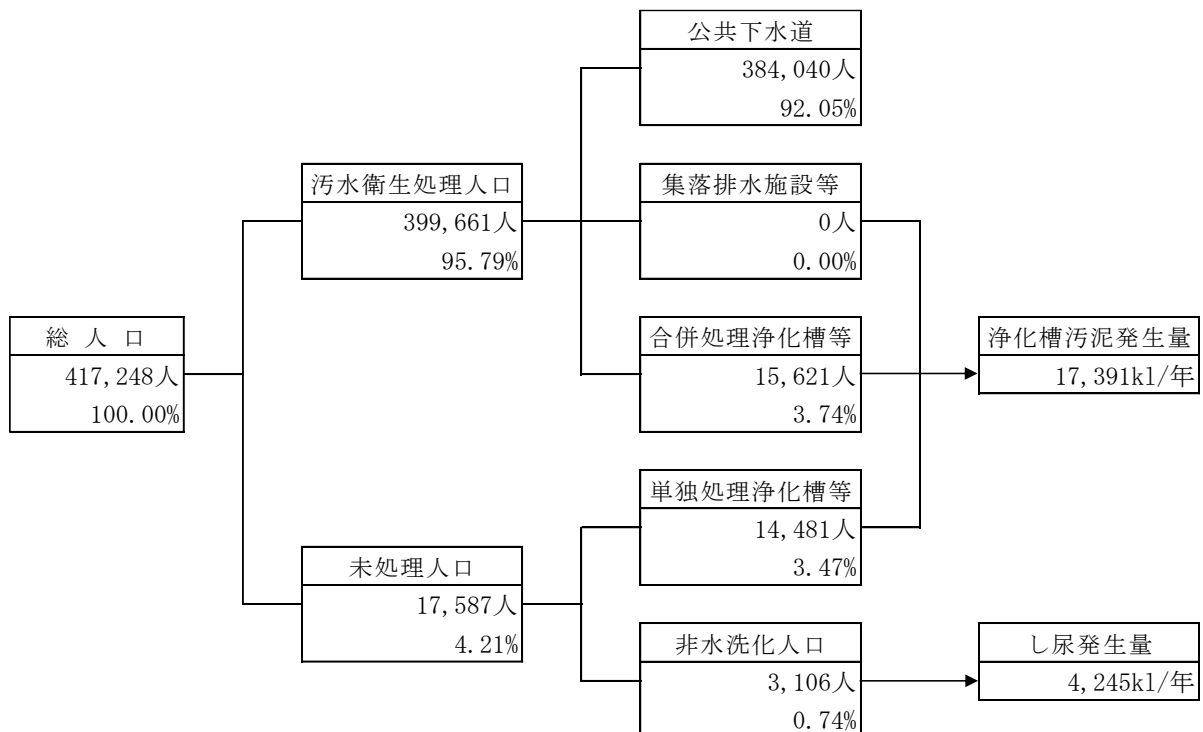 公共下水道
384,040人
92.05%
汚水衛生処理人口
399,661人
95.79%
集落排水施設等
0人
0.00%
総 人 口
417,248人
100.00%
合併処理浄化槽等
15,621人
3.74%
浄化槽汚泥発生量
17,391kl/年
単独処理浄化槽等
14,481人
3.47%
未処理人口
17,587人
4.21%
非水洗化人口
3,106人
0.74%
し尿発生量
4,245kl/年